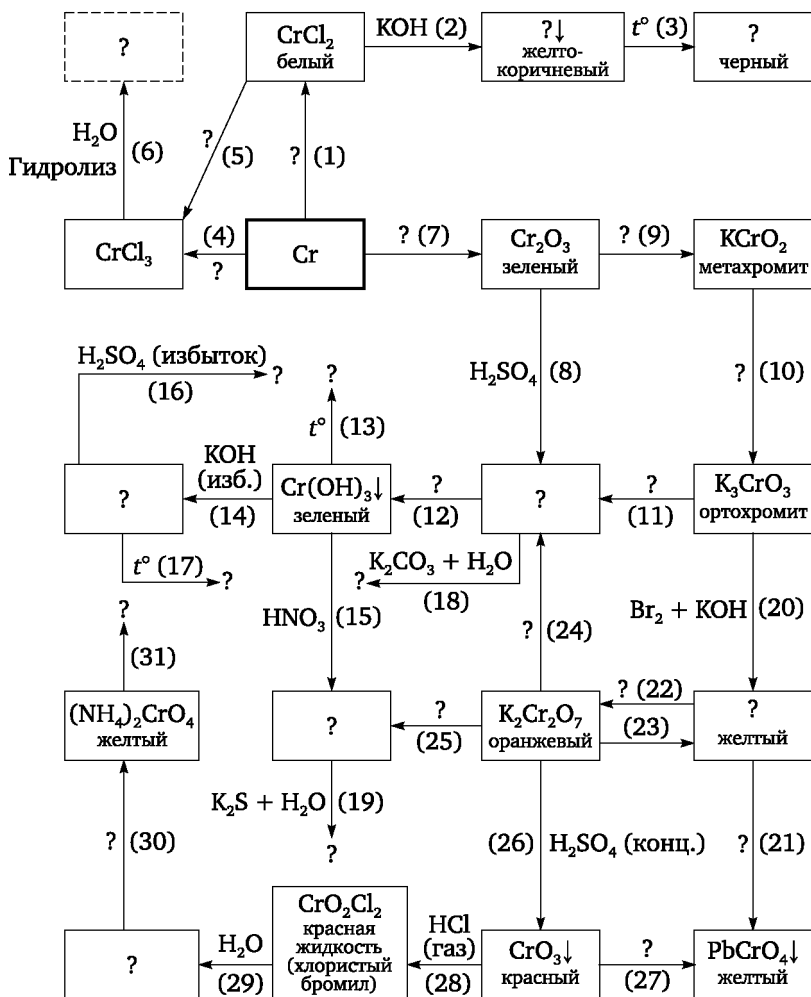 ?
CrCl₂
белый
KOH (2)
?↓
желто-
коричневый
t° (3)
?
черный
H₂O
Гидролиз
(6)
?
(5)
?
(1)
CrCl₃
(4)
?
Cr
? (7)
Cr₂O₃
зеленый
? (9)
KCrO₂
метахромит
H₂SO₄ (избыток)
(16)
?
?
t° (13)
H₂SO₄ (8)
? (10)
?
KOH
(изб.)
(14)
Cr(OH)₃↓
зеленый
?
(12)
?
?
(11)
K₃CrO₃
ортохромит
t° (17)
?
?
K₂CO₃ + H₂O
(18)
?
(31)
HNO₃ (15)
? (24)
Br₂ + KOH (20)
(NH₄)₂CrO₄
желтый
?
?
(25)
K₂Cr₂O₇
оранжевый
? (22)
(23)
?
желтый
? (30)
K₂S + H₂O (19)
?
(26) H₂SO₄ (конц.)
? (21)
?
H₂O
(29)
CrO₂Cl₂
красная
жидкость
(хлористый
бромил)
HCl
(газ)
(28)
CrO₃↓
красный
?
(27)
PbCrO₄↓
желтый